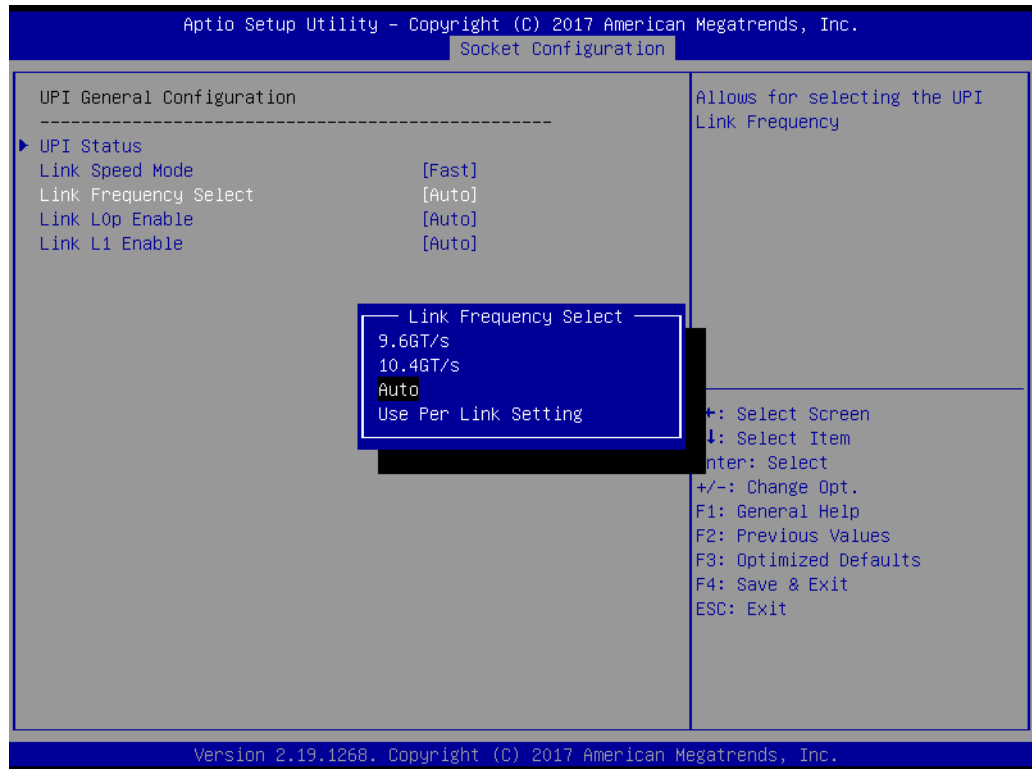 Aptio Setup Utility – Copyright (C) 2017 American Megatrends, Inc.
Socket Configuration
UPI General Configuration
--------------------------------------------------
UPI Status
Link Speed Mode [Fast]
Link Frequency Select [Auto]
Link L0p Enable [Auto]
Link L1 Enable [Auto]
Link Frequency Select
9.6GT/s
10.4GT/s
Auto
Use Per Link Setting
Allows for selecting the UPI
Link Frequency
: Select Screen
: Select Item
nter: Select
+/-: Change Opt.
F1: General Help
F2: Previous Values
F3: Optimized Defaults
F4: Save & Exit
ESC: Exit
Version 2.19.1268. Copyright (C) 2017 American Megatrends, Inc.